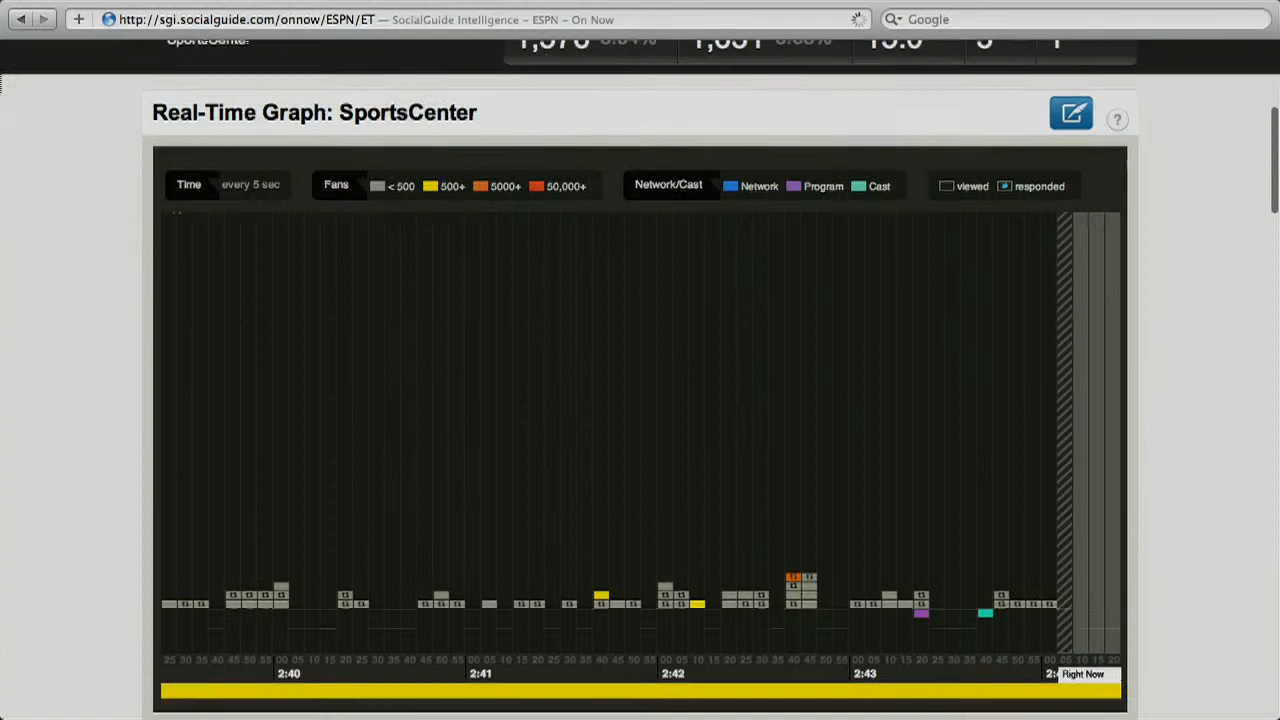 http://sgi.socialguide.com/onnow/ESPN/ET — SocialGuide Intelligence – ESPN – On Now
Google
SportsCenter
1,631
15.0
Real-Time Graph: SportsCenter
?
Time every 5 sec
Fans < 500 500+ 5000+ 50,000+
Network/Cast Network Program Cast
viewed responded
25 30 35 40 45 50 55 00 05 10 15 20 25 30 35 40 45 50 55 00 05 10 15 20 25 30 35 40 45 50 55 00 05 10 15 20 25 30 35 40 45 50 55 00 05 10 15 20 25 30 35 40 45 50 55 00 05 10 15 20
2:40 2:41 2:42 2:43 Right Now